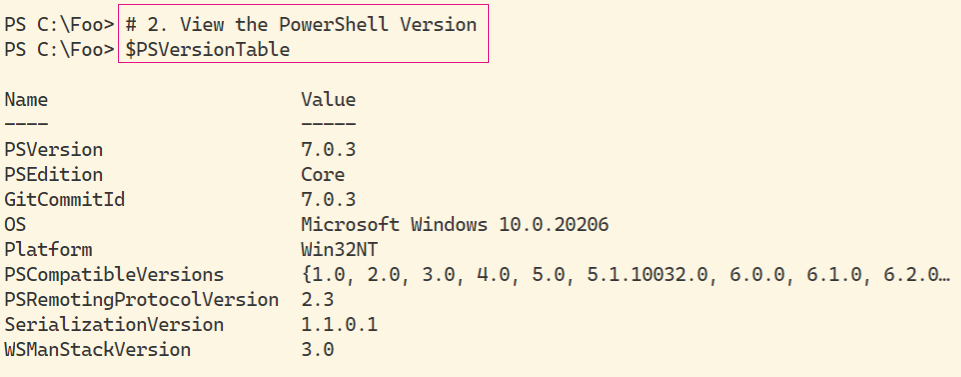 PS C:\Foo> # 2. View the PowerShell Version
PS C:\Foo> $PSVersionTable
Name                           Value
----                           -----
PSVersion                      7.0.3
PSEdition                      Core
GitCommitId                    7.0.3
OS                             Microsoft Windows 10.0.20206
Platform                       Win32NT
PSCompatibleVersions           {1.0, 2.0, 3.0, 4.0, 5.0, 5.1.10032.0, 6.0.0, 6.1.0, 6.2.0…
PSRemotingProtocolVersion      2.3
SerializationVersion           1.1.0.1
WSManStackVersion              3.0